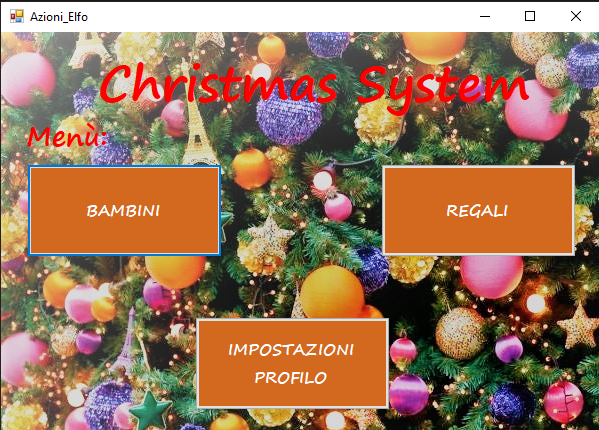 Azioni_Elfo
Christmas System
Menù:
BAMBINI
REGALI
IMPOSTAZIONI
PROFILO